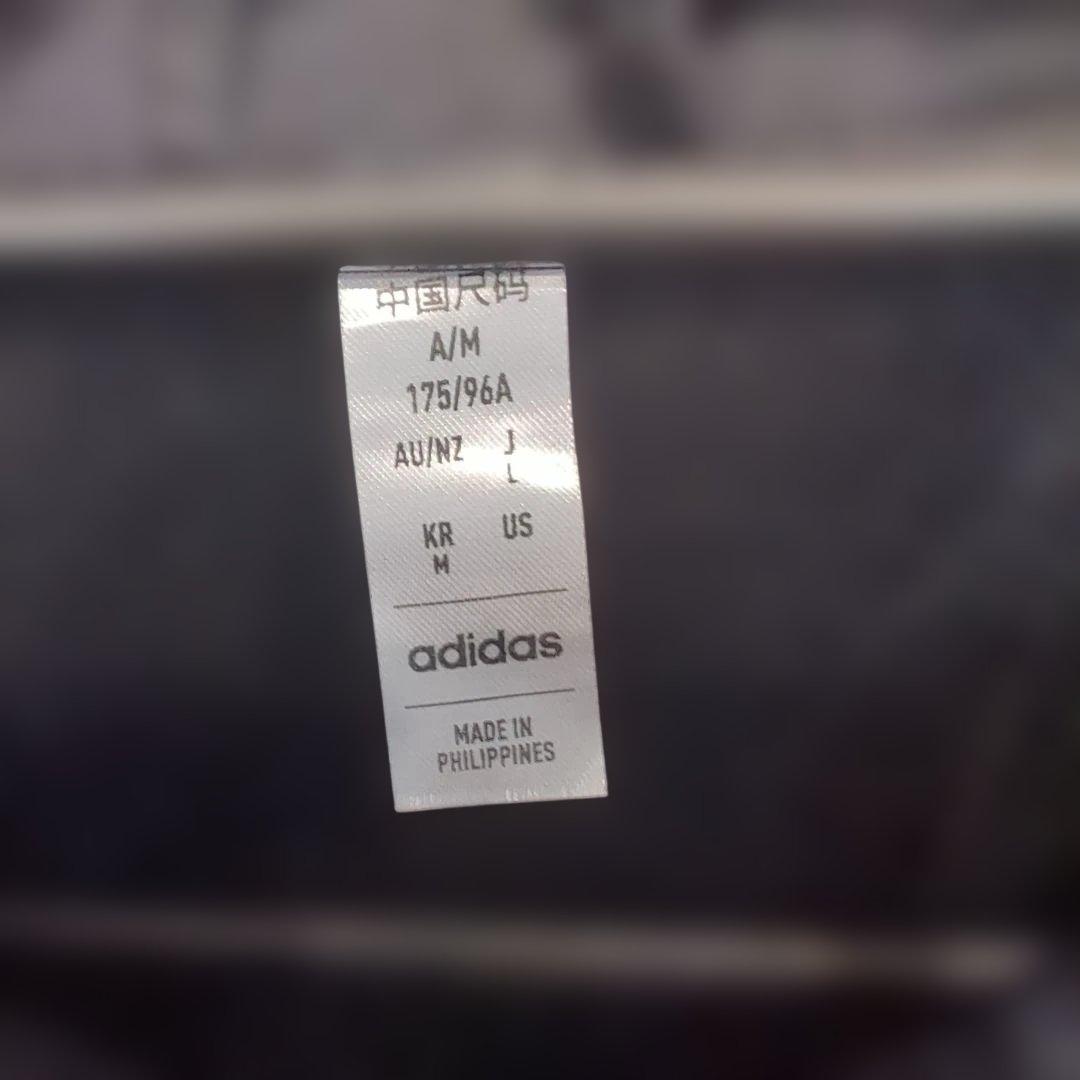 中国尺码
A/M
175/96A
AU/NZ J
L
KR US
M
adidas
MADE IN
PHILIPPINES